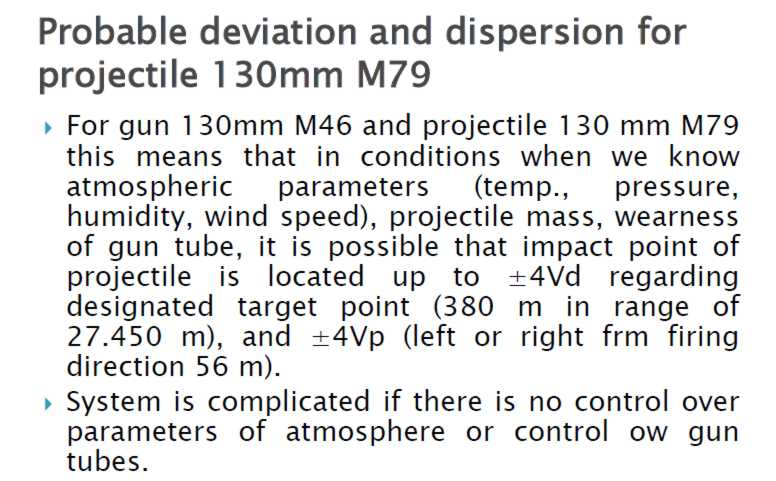 Probable deviation and dispersion for
projectile 130mm M79
For gun 130mm M46 and projectile 130 mm M79
this means that in conditions when we know
atmospheric parameters (temp., pressure,
humidity, wind speed), projectile mass, wearness
of gun tube, it is possible that impact point of
projectile is located up to ±4Vd regarding
designated target point (380 m in range of
27.450 m), and ±4Vp (left or right frm firing
direction 56 m).
System is complicated if there is no control over
parameters of atmosphere or control ow gun
tubes.